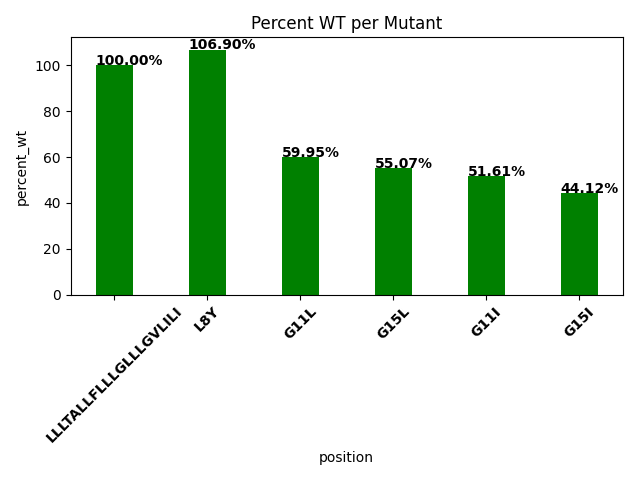 Percent WT per Mutant
percent_wt
100
80
60
40
20
0
100.00%
106.90%
59.95%
55.07%
51.61%
44.12%
LLLTALLFLLLGLLLGVLILI
L8Y
G11L
G15L
G11I
G15I
position